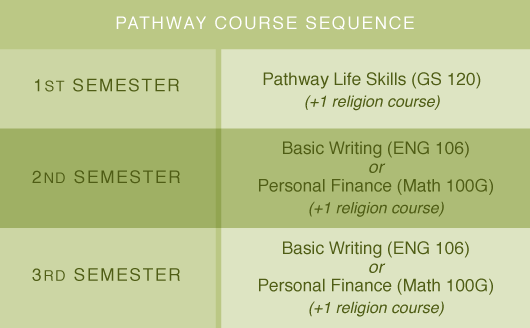 PATHWAY COURSE SEQUENCE
1ST SEMESTER
Pathway Life Skills (GS 120)
(+1 religion course)
2ND SEMESTER
Basic Writing (ENG 106)
or
Personal Finance (Math 100G)
(+1 religion course)
3RD SEMESTER
Basic Writing (ENG 106)
or
Personal Finance (Math 100G)
(+1 religion course)